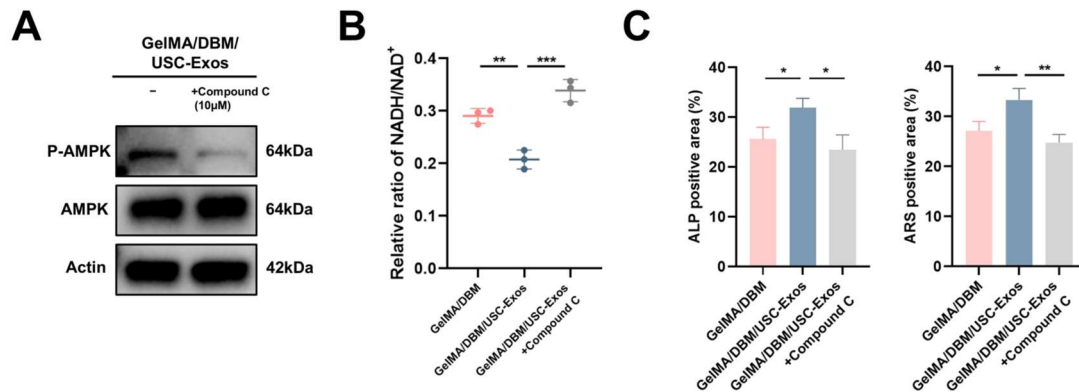 A
GelMA/DBM/
USC-Exos
– +Compound C
(10μM)
P-AMPK 64kDa
AMPK 64kDa
Actin 42kDa
B
Relative ratio of NADH/NAD+
0.4
0.3
0.2
0.1
0.0
** ***
GelMA/DBM
GelMA/DBM/USC-Exos
GelMA/DBM/USC-Exos
+Compound C
C
ALP positive area (%)
40
30
20
10
0
* *
GelMA/DBM
GelMA/DBM/USC-Exos
GelMA/DBM/USC-Exos
+Compound C
ARS positive area (%)
40
30
20
10
0
* **
GelMA/DBM
GelMA/DBM/USC-Exos
GelMA/DBM/USC-Exos
+Compound C